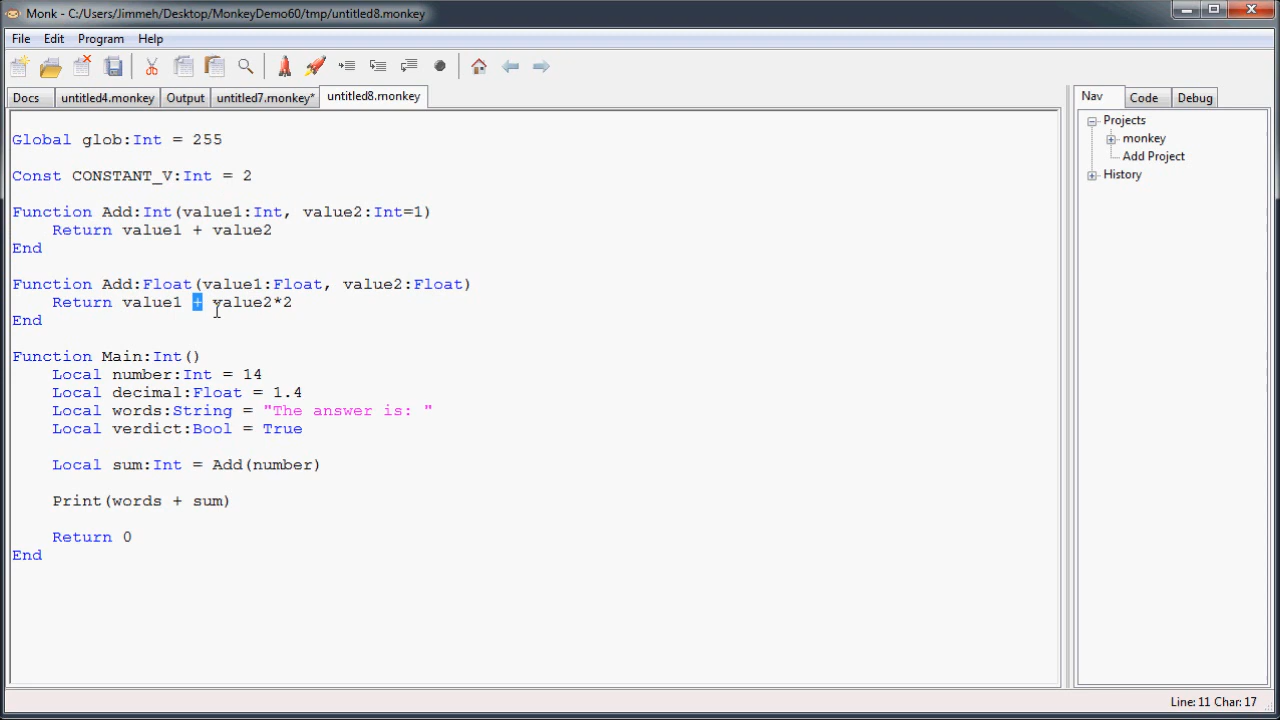 Monk - C:/Users/Jimmeh/Desktop/MonkeyDemo60/tmp/untitled8.monkey
File Edit Program Help
Docs untitled4.monkey Output untitled7.monkey* untitled8.monkey Nav Code Debug
Global glob:Int = 255
Const CONSTANT_V:Int = 2
Function Add:Int(value1:Int, value2:Int=1)
Return value1 + value2
End
Function Add:Float(value1:Float, value2:Float)
Return value1 + value2*2
End
Function Main:Int()
Local number:Int = 14
Local decimal:Float = 1.4
Local words:String = "The answer is: "
Local verdict:Bool = True
Local sum:Int = Add(number)
Print(words + sum)
Return 0
End
Projects
monkey
Add Project
History
Line: 11 Char: 17